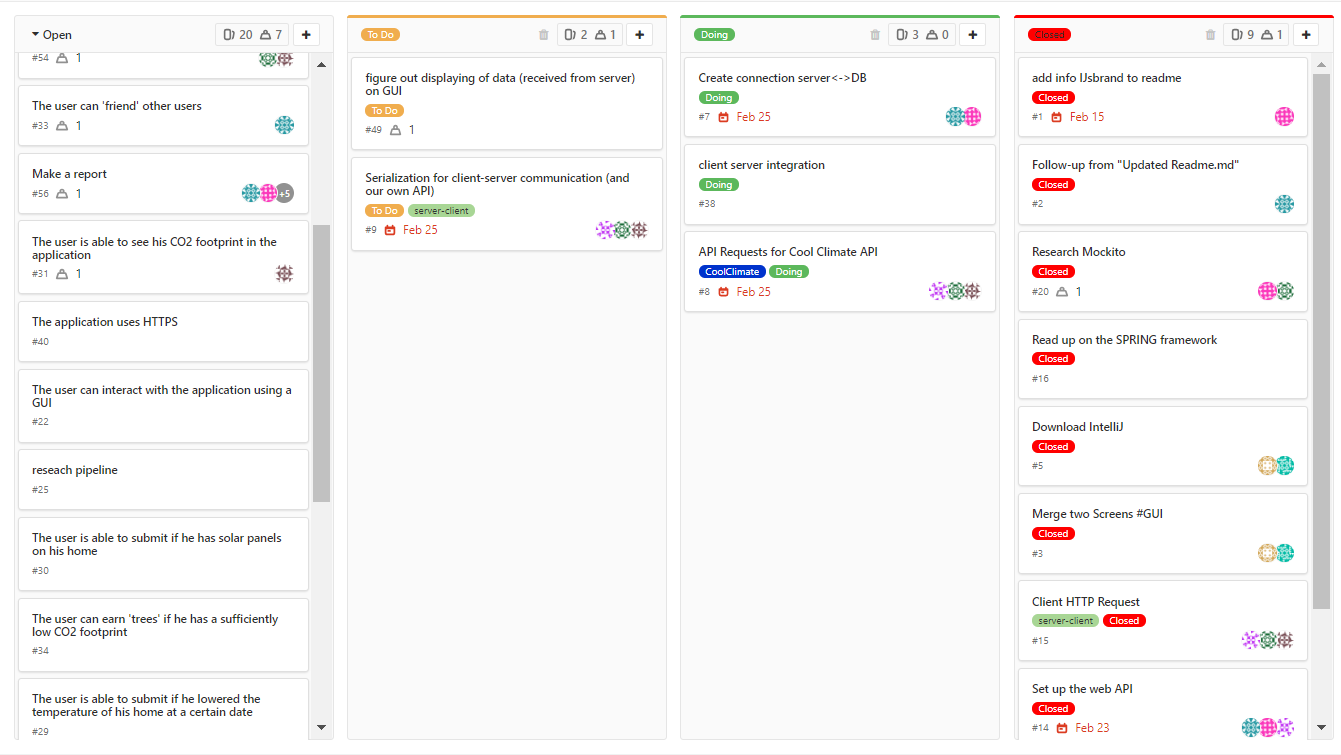 Open
20 7
#54 1
The user can 'friend' other users
#33 1
Make a report
#56 1 +5
The user is able to see his CO2 footprint in the
application
#31 1
The application uses HTTPS
#40
The user can interact with the application using a
GUI
#22
reseach pipeline
#25
The user is able to submit if he has solar panels
on his home
#30
The user can earn 'trees' if he has a sufficiently
low CO2 footprint
#34
The user is able to submit if he lowered the
temperature of his home at a certain date
#29
To Do
2 1
figure out displaying of data (received from server)
on GUI
To Do
#49 1
Serialization for client-server communication (and
our own API)
To Do server-client
#9 Feb 25
Doing
3 0
Create connection server<->DB
Doing
#7 Feb 25
client server integration
Doing
#38
API Requests for Cool Climate API
CoolClimate Doing
#8 Feb 25
Closed
9 1
add info IJsbrand to readme
Closed
#1 Feb 15
Follow-up from "Updated Readme.md"
Closed
#2
Research Mockito
Closed
#20 1
Read up on the SPRING framework
Closed
#16
Download IntelliJ
Closed
#5
Merge two Screens #GUI
Closed
#3
Client HTTP Request
server-client Closed
#15
Set up the web API
Closed
#14 Feb 23